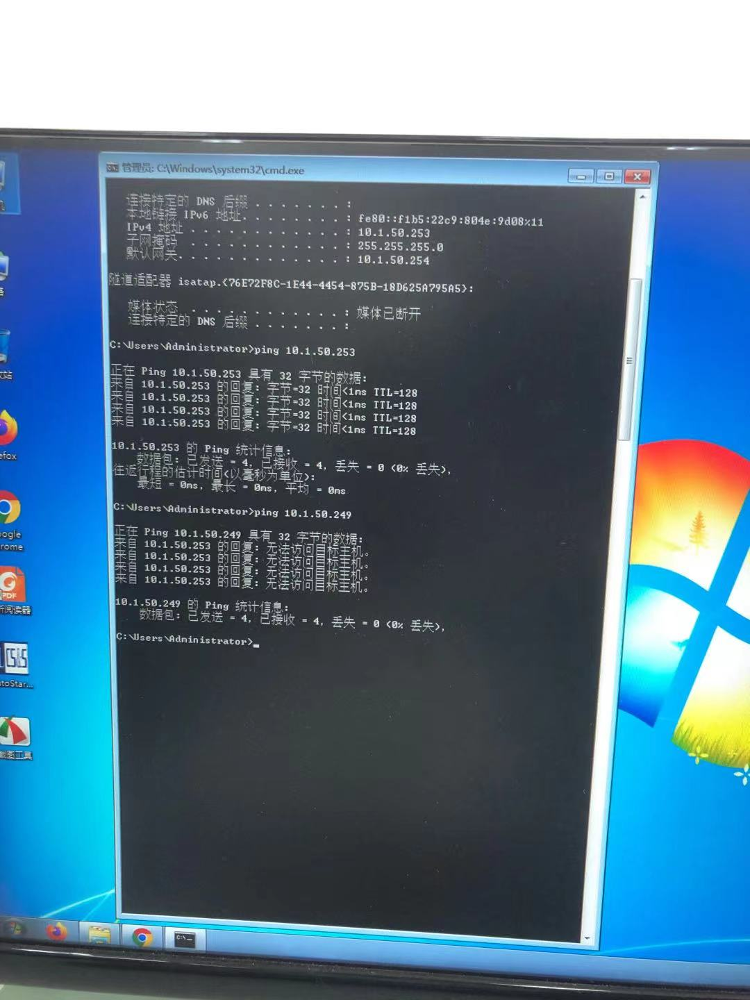 管理员: C:\Windows\system32\cmd.exe
连接特定的 DNS 后缀 . . . . . . . :
本地链接 IPv6 地址. . . . . . . . : fe80::f1b5:22c9:804e:9d08%11
IPv4 地址 . . . . . . . . . . . . : 10.1.50.253
子网掩码 . . . . . . . . . . . . : 255.255.255.0
默认网关. . . . . . . . . . . . . : 10.1.50.254
隧道适配器 isatap.{76E72F8C-1E44-4454-875B-18D625A795A5}:
媒体状态 . . . . . . . . . . . . : 媒体已断开
连接特定的 DNS 后缀 . . . . . . . :
C:\Users\Administrator>ping 10.1.50.253
正在 Ping 10.1.50.253 具有 32 字节的数据:
来自 10.1.50.253 的回复: 字节=32 时间<1ms TTL=128
来自 10.1.50.253 的回复: 字节=32 时间<1ms TTL=128
来自 10.1.50.253 的回复: 字节=32 时间<1ms TTL=128
来自 10.1.50.253 的回复: 字节=32 时间<1ms TTL=128
10.1.50.253 的 Ping 统计信息:
数据包: 已发送 = 4, 已接收 = 4, 丢失 = 0 (0% 丢失),
往返行程的估计时间(以毫秒为单位):
最短 = 0ms, 最长 = 0ms, 平均 = 0ms
C:\Users\Administrator>ping 10.1.50.249
正在 Ping 10.1.50.249 具有 32 字节的数据:
来自 10.1.50.253 的回复: 无法访问目标主机。
来自 10.1.50.253 的回复: 无法访问目标主机。
来自 10.1.50.253 的回复: 无法访问目标主机。
来自 10.1.50.253 的回复: 无法访问目标主机。
10.1.50.249 的 Ping 统计信息:
数据包: 已发送 = 4, 已接收 = 4, 丢失 = 0 (0% 丢失),
C:\Users\Administrator>
efox
oogle
rome
PDF
阅读器
toStar...
截图工具
C:\